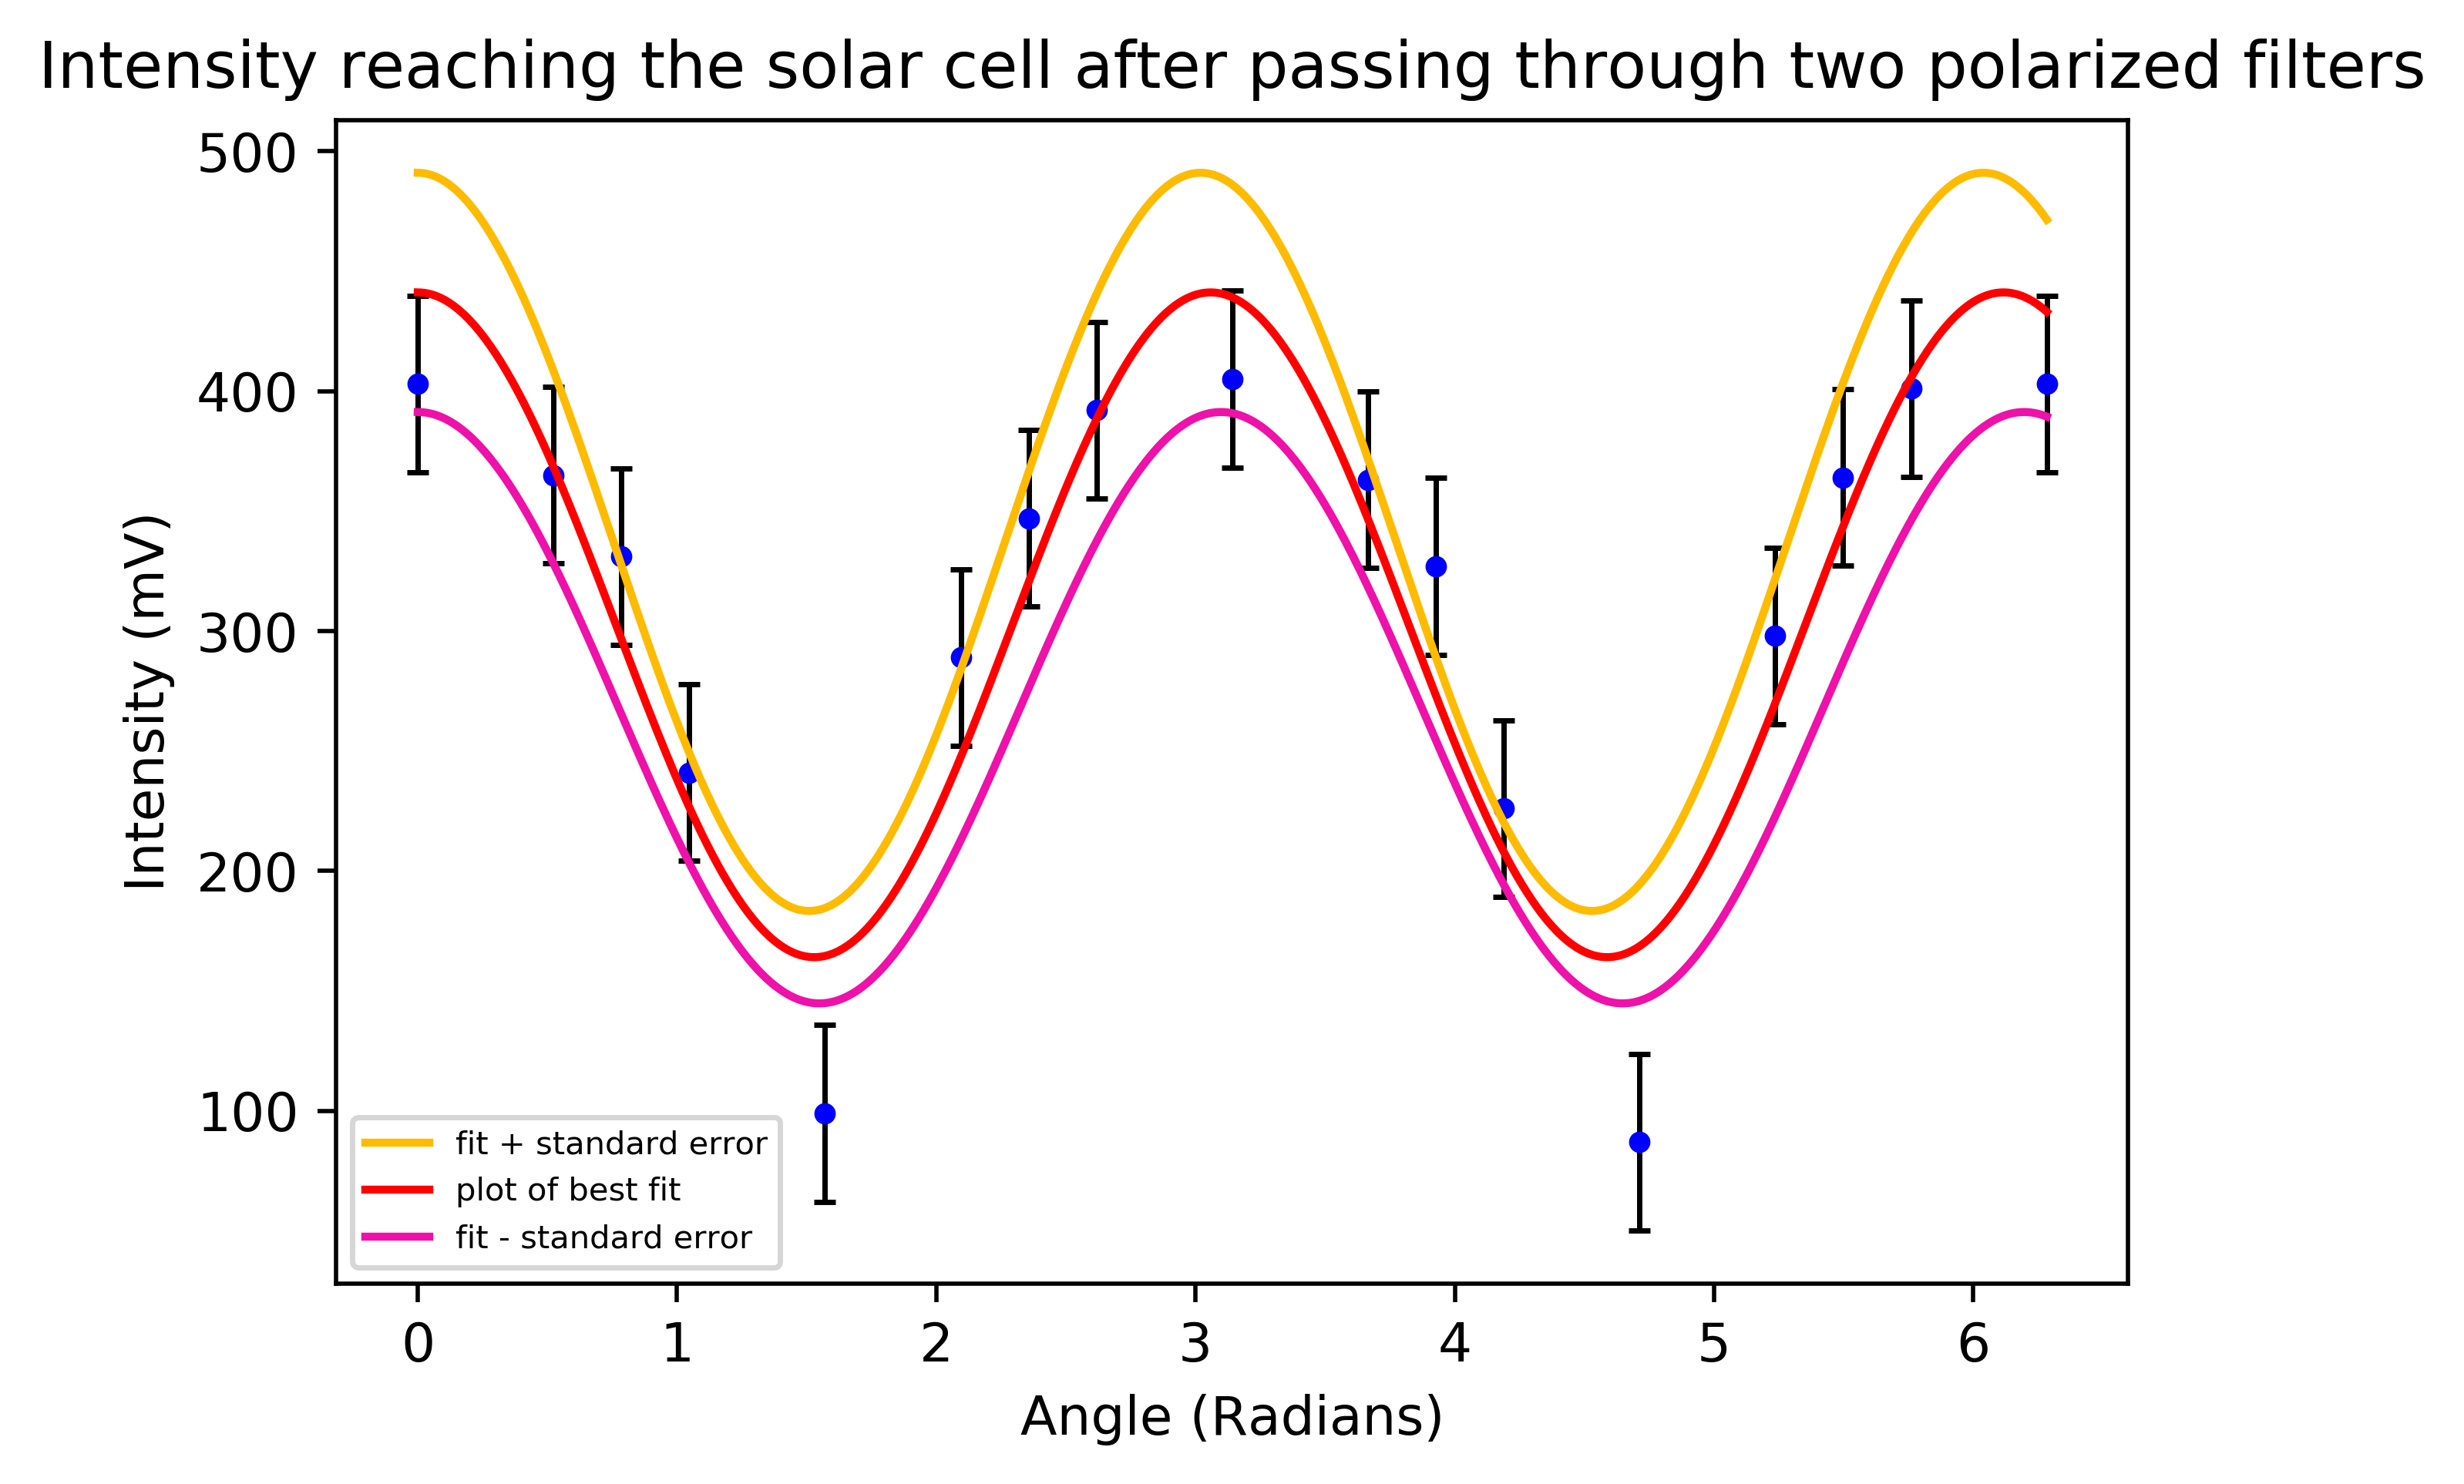 Intensity reaching the solar cell after passing through two polarized filters
500
400
300
200
100
Intensity (mV)
fit + standard error
plot of best fit
fit - standard error
0 1 2 3 4 5 6
Angle (Radians)